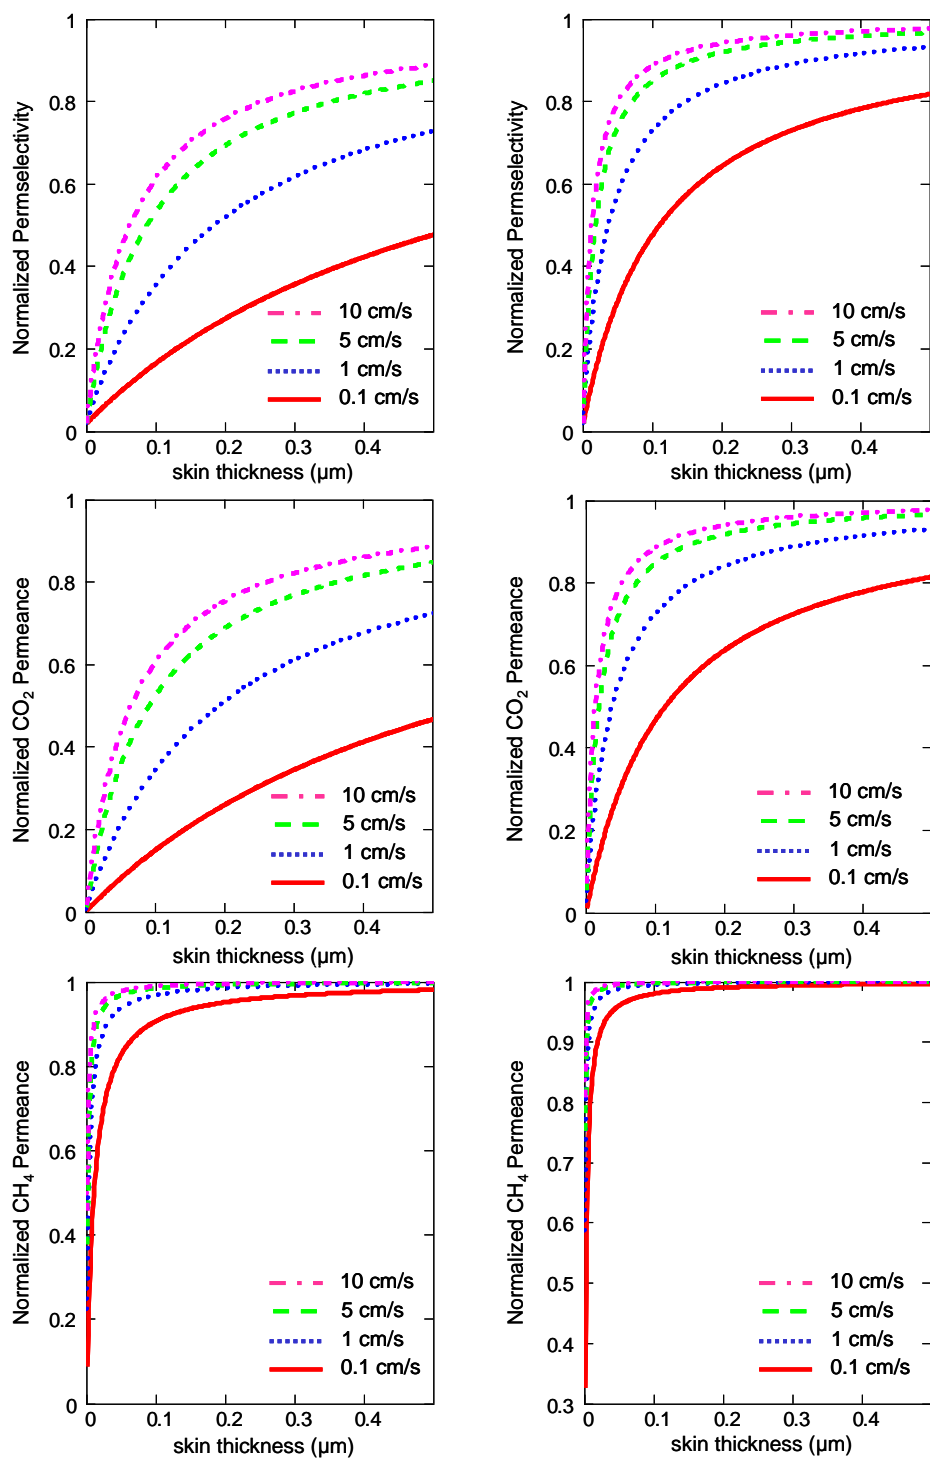 Normalized Permselectivity
1
0.8
0.6
0.4
0.2
0
10 cm/s
5 cm/s
1 cm/s
0.1 cm/s
0 0.1 0.2 0.3 0.4
skin thickness (µm)
Normalized Permselectivity
1
0.8
0.6
0.4
0.2
0
10 cm/s
5 cm/s
1 cm/s
0.1 cm/s
0 0.1 0.2 0.3 0.4
skin thickness (µm)
Normalized CO2 Permeance
1
0.8
0.6
0.4
0.2
0
10 cm/s
5 cm/s
1 cm/s
0.1 cm/s
0 0.1 0.2 0.3 0.4
skin thickness (µm)
Normalized CO2 Permeance
1
0.8
0.6
0.4
0.2
0
10 cm/s
5 cm/s
1 cm/s
0.1 cm/s
0 0.1 0.2 0.3 0.4
skin thickness (µm)
Normalized CH4 Permeance
1
0.8
0.6
0.4
0.2
0
10 cm/s
5 cm/s
1 cm/s
0.1 cm/s
0 0.1 0.2 0.3 0.4
skin thickness (µm)
Normalized CH4 Permeance
1
0.9
0.8
0.7
0.6
0.5
0.4
0.3
10 cm/s
5 cm/s
1 cm/s
0.1 cm/s
0 0.1 0.2 0.3 0.4
skin thickness (µm)